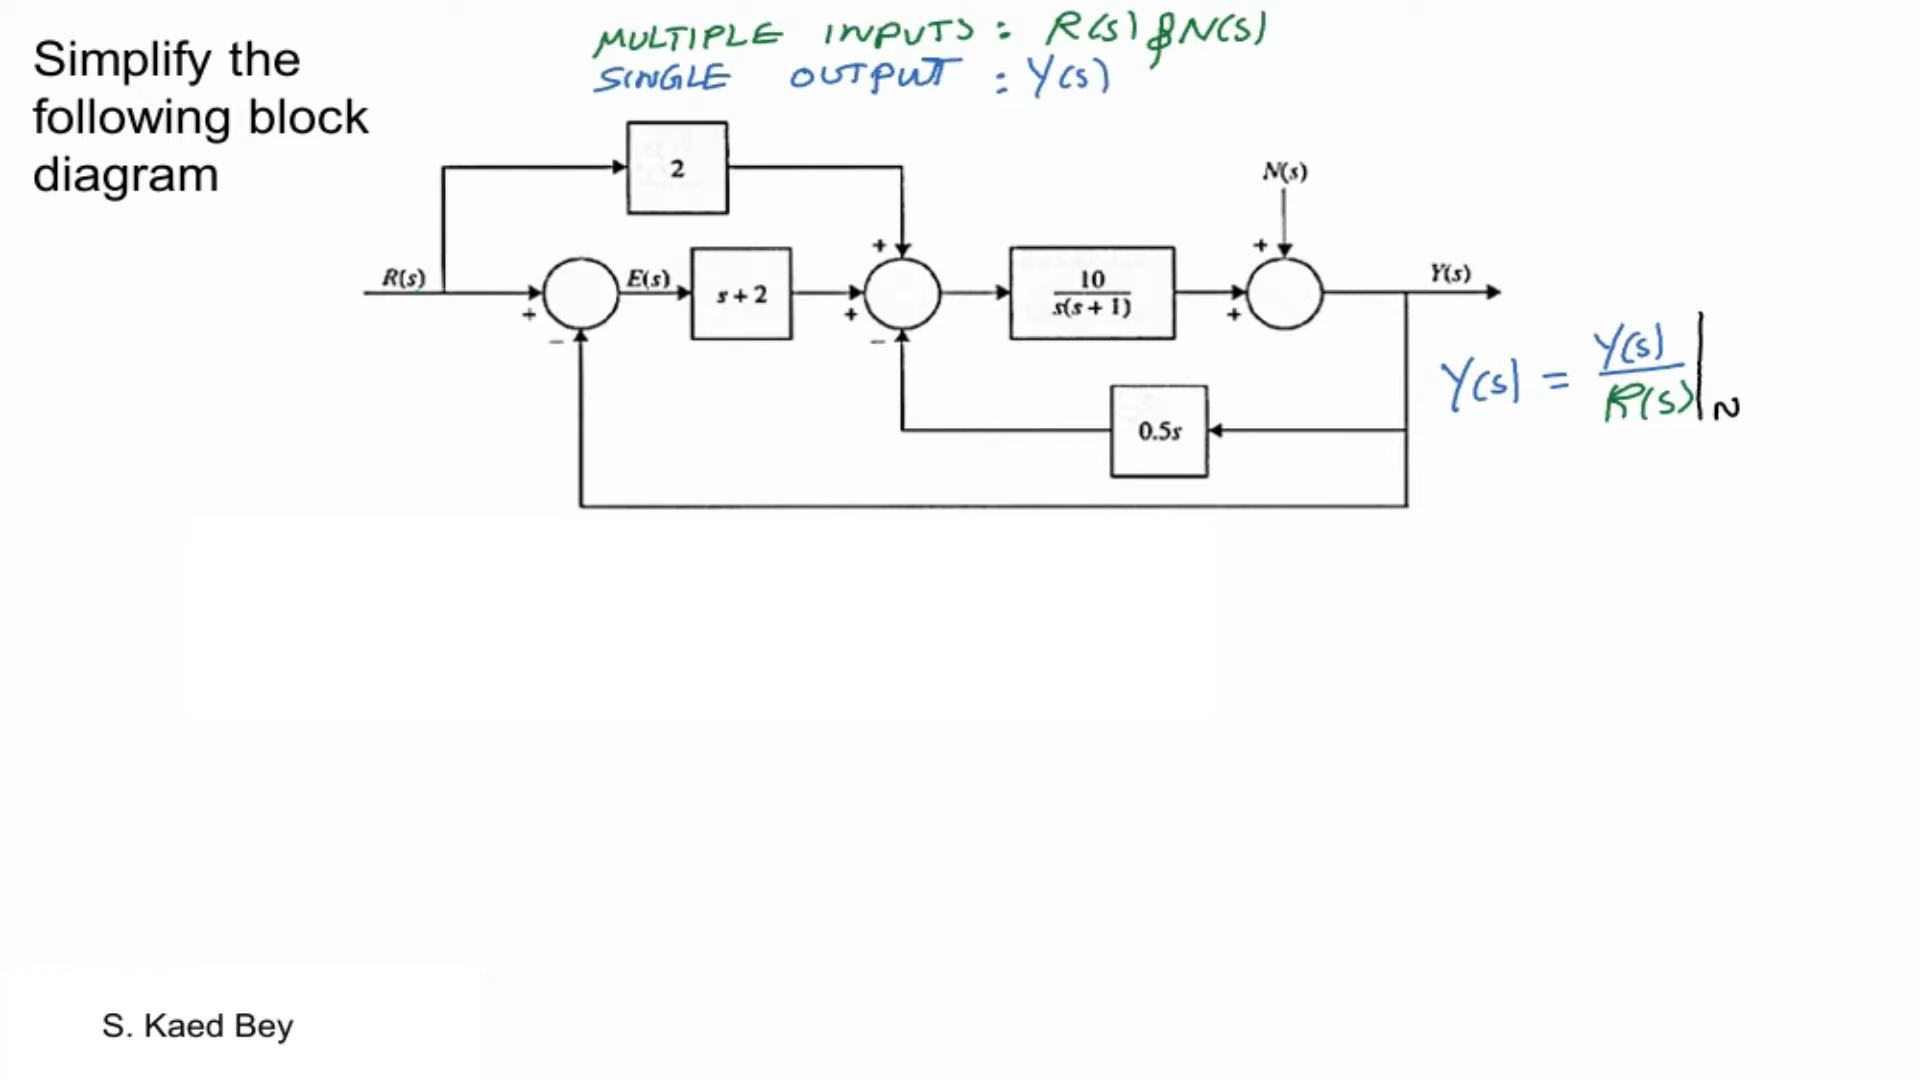 Simplify the
following block
diagram
MULTIPLE INPUTS : R(s) & N(s)
SINGLE OUTPUT : Y(s)
2
N(s)
+
+
R(s)
E(s)
s + 2
10
s(s + 1)
Y(s)
+
+
+
−
−
0.5s
Y(s) = Y(s)
R(s) | N
S. Kaed Bey